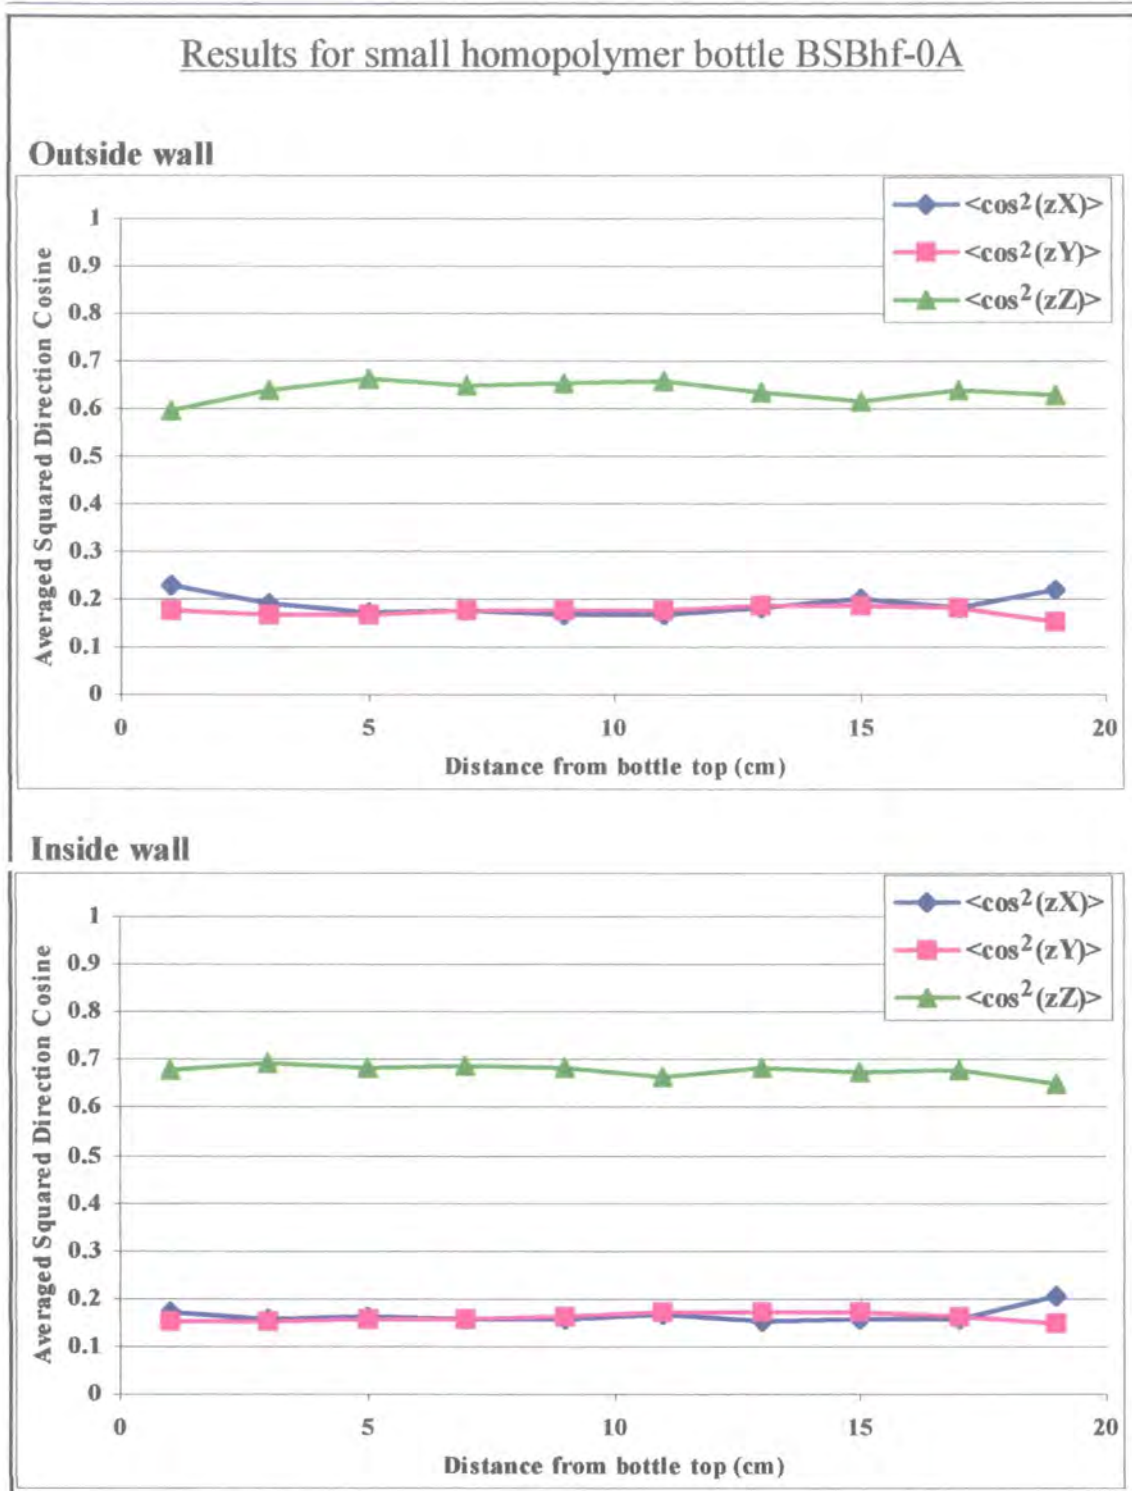 Results for small homopolymer bottle BSBhf-0A
Outside wall
<cos²(zX)>
<cos²(zY)>
<cos²(zZ)>
Averaged Squared Direction Cosine
1
0.9
0.8
0.7
0.6
0.5
0.4
0.3
0.2
0.1
0
0 5 10 15 20
Distance from bottle top (cm)
Inside wall
<cos²(zX)>
<cos²(zY)>
<cos²(zZ)>
Averaged Squared Direction Cosine
1
0.9
0.8
0.7
0.6
0.5
0.4
0.3
0.2
0.1
0
0 5 10 15 20
Distance from bottle top (cm)